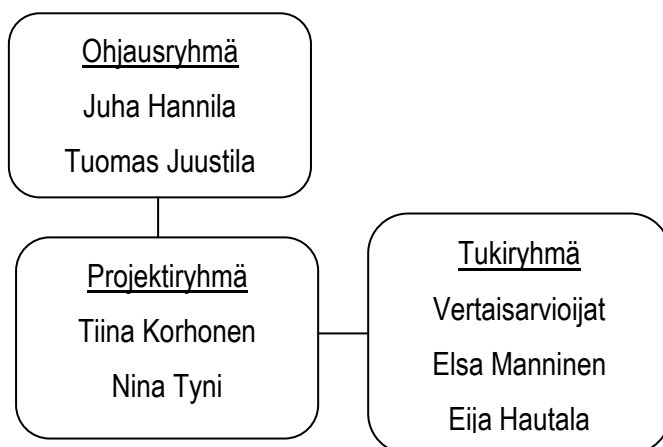 Ohjausryhmä
Juha Hannila
Tuomas Juustila
Projektiryhmä
Tiina Korhonen
Nina Tyni
Tukiryhmä
Vertaisarvioijat
Elsa Manninen
Eija Hautala